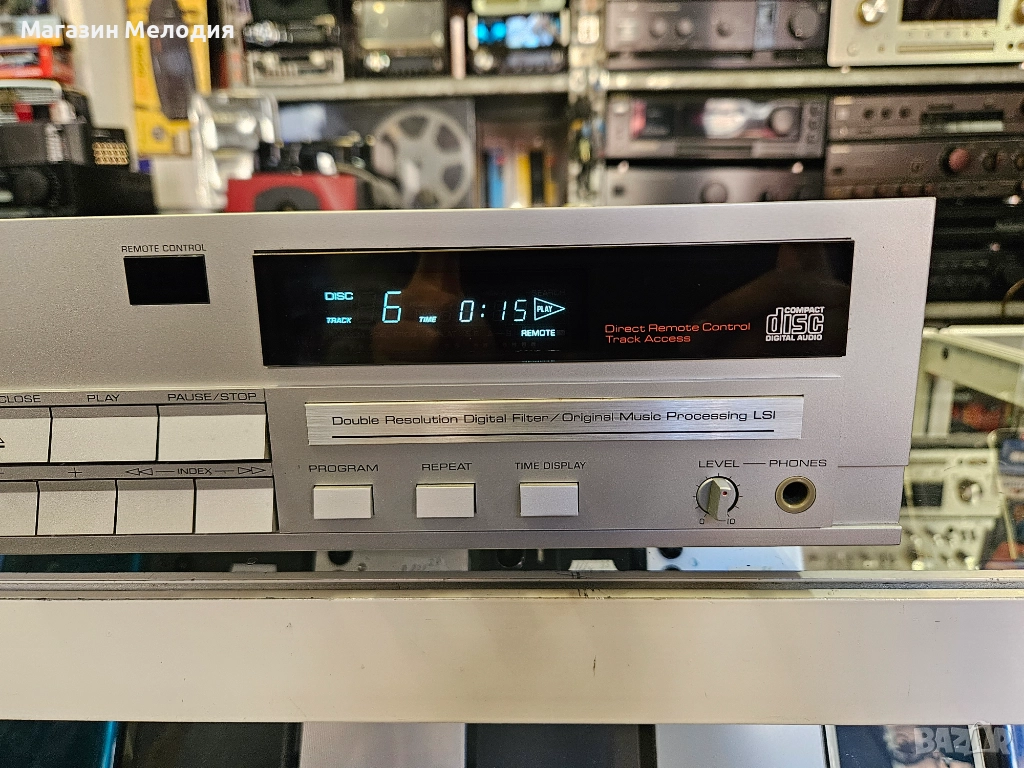 Магазин Мелодия
REMOTE CONTROL
DISC
TRACK 6 TIME 0:15 PLAY
REMOTE
Direct Remote Control
Track Access
COMPACT
disc
DIGITAL AUDIO
CLOSE PLAY PAUSE/STOP
Double Resolution Digital Filter/Original Music Processing LSI
+ INDEX
PROGRAM REPEAT TIME DISPLAY LEVEL PHONES
0 10
BAZAR